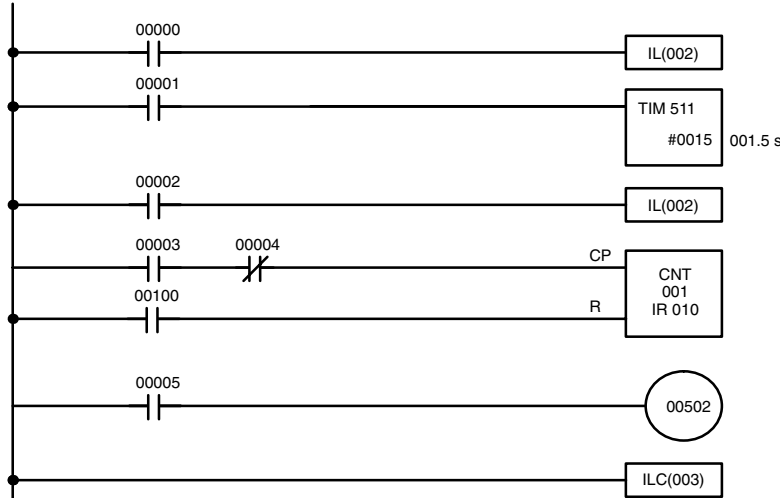 00000
IL(002)
00001
TIM 511
#0015 001.5 s
00002
IL(002)
00003 00004
CP
CNT
001
IR 010
00100
R
00005
00502
ILC(003)